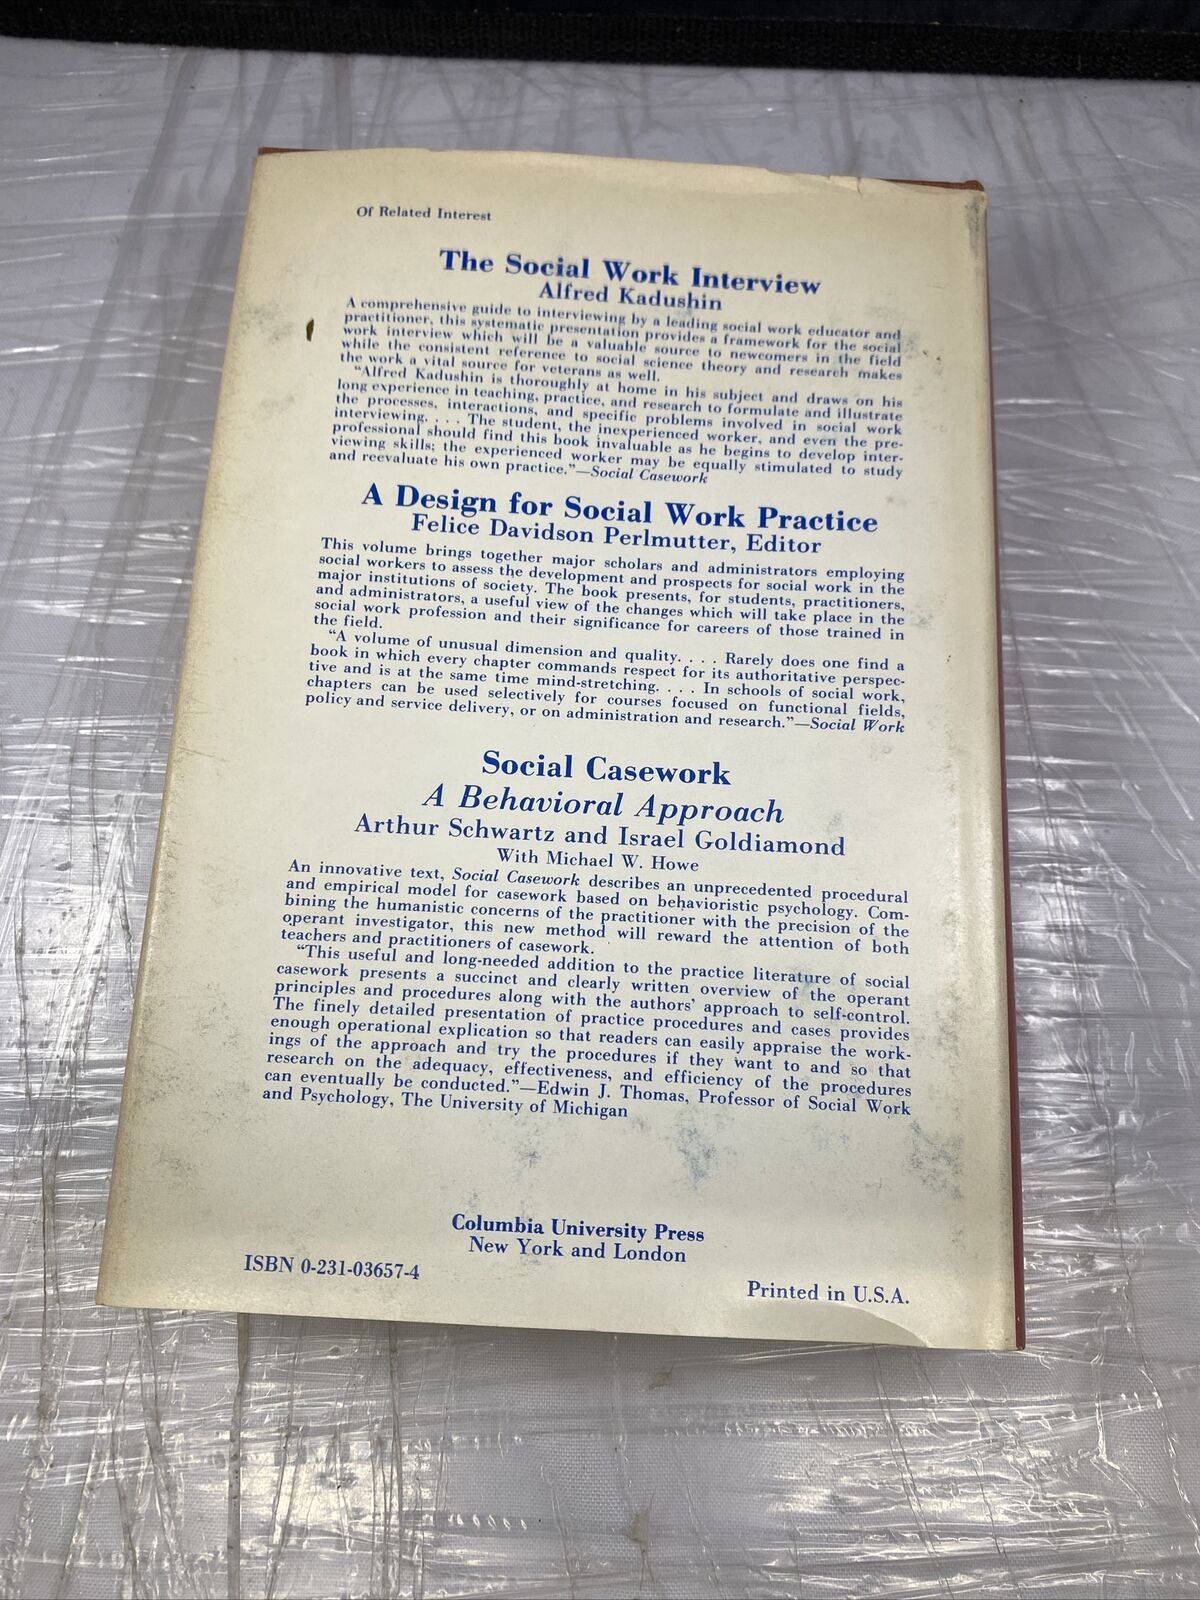 Of Related Interest
The Social Work Interview
Alfred Kadushin
A comprehensive guide to interviewing by a leading social work educator and
practitioner, this systematic presentation provides a framework for the social
work interview which will be a valuable source to newcomers in the field
while the consistent reference to social science theory and research makes
the work a vital source for veterans as well.
“Alfred Kadushin is thoroughly at home in his subject and draws on his
long experience in teaching, practice, and research to formulate and illustrate
the processes, interactions, and specific problems involved in social work
interviewing. . . . The student, the inexperienced worker, and even the pre-
professional should find this book invaluable as he begins to develop inter-
viewing skills; the experienced worker may be equally stimulated to study
and reevaluate his own practice.”—Social Casework
A Design for Social Work Practice
Felice Davidson Perlmutter, Editor
This volume brings together major scholars and administrators employing
social workers to assess the development and prospects for social work in the
major institutions of society. The book presents, for students, practitioners,
and administrators, a useful view of the changes which will take place in the
social work profession and their significance for careers of those trained in
the field.
“A volume of unusual dimension and quality. . . . Rarely does one find a
book in which every chapter commands respect for its authoritative perspec-
tive and is at the same time mind-stretching. . . . In schools of social work,
chapters can be used selectively for courses focused on functional fields,
policy and service delivery, or on administration and research.”—Social Work
Social Casework
A Behavioral Approach
Arthur Schwartz and Israel Goldiamond
With Michael W. Howe
An innovative text, Social Casework describes an unprecedented procedural
and empirical model for casework based on behavioristic psychology. Com-
bining the humanistic concerns of the practitioner with the precision of the
operant investigator, this new method will reward the attention of both
teachers and practitioners of casework.
“This useful and long-needed addition to the practice literature of social
casework presents a succinct and clearly written overview of the operant
principles and procedures along with the authors’ approach to self-control.
The finely detailed presentation of practice procedures and cases provides
enough operational explication so that readers can easily appraise the work-
ings of the approach and try the procedures if they want to and so that
research on the adequacy, effectiveness, and efficiency of the procedures
can eventually be conducted.”—Edwin J. Thomas, Professor of Social Work
and Psychology, The University of Michigan
Columbia University Press
New York and London
ISBN 0-231-03657-4
Printed in U.S.A.